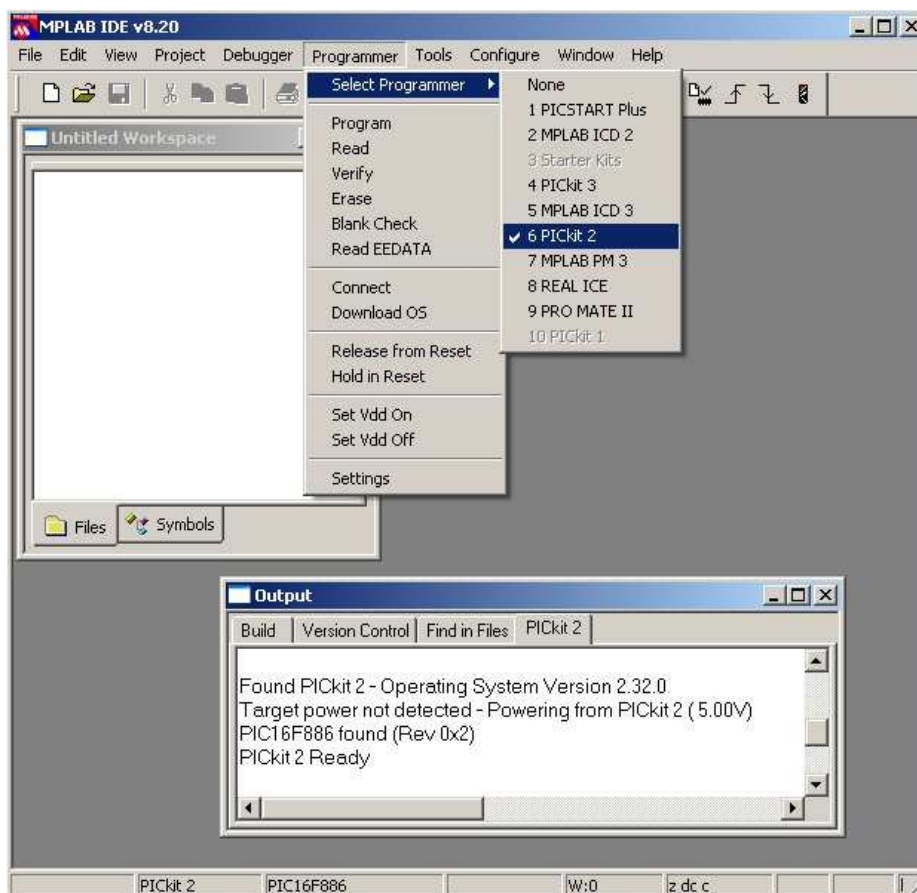 MPLAB IDE v8.20
File Edit View Project Debugger Programmer Tools Configure Window Help
Untitled Workspace
Select Programmer
Program
Read
Verify
Erase
Blank Check
Read EEDATA
Connect
Download OS
Release from Reset
Hold in Reset
Set Vdd On
Set Vdd Off
Settings
None
1 PICSTART Plus
2 MPLAB ICD 2
3 Starter Kits
4 PICkit 3
5 MPLAB ICD 3
6 PICkit 2
7 MPLAB PM 3
8 REAL ICE
9 PRO MATE II
10 PICkit 1
Files Symbols
Output
Build Version Control Find in Files PICkit 2
Found PICkit 2 - Operating System Version 2.32.0
Target power not detected - Powering from PICkit 2 ( 5.00V)
PIC16F886 found (Rev 0x2)
PICkit 2 Ready
PICkit 2 PIC16F886 W:0 z dc c